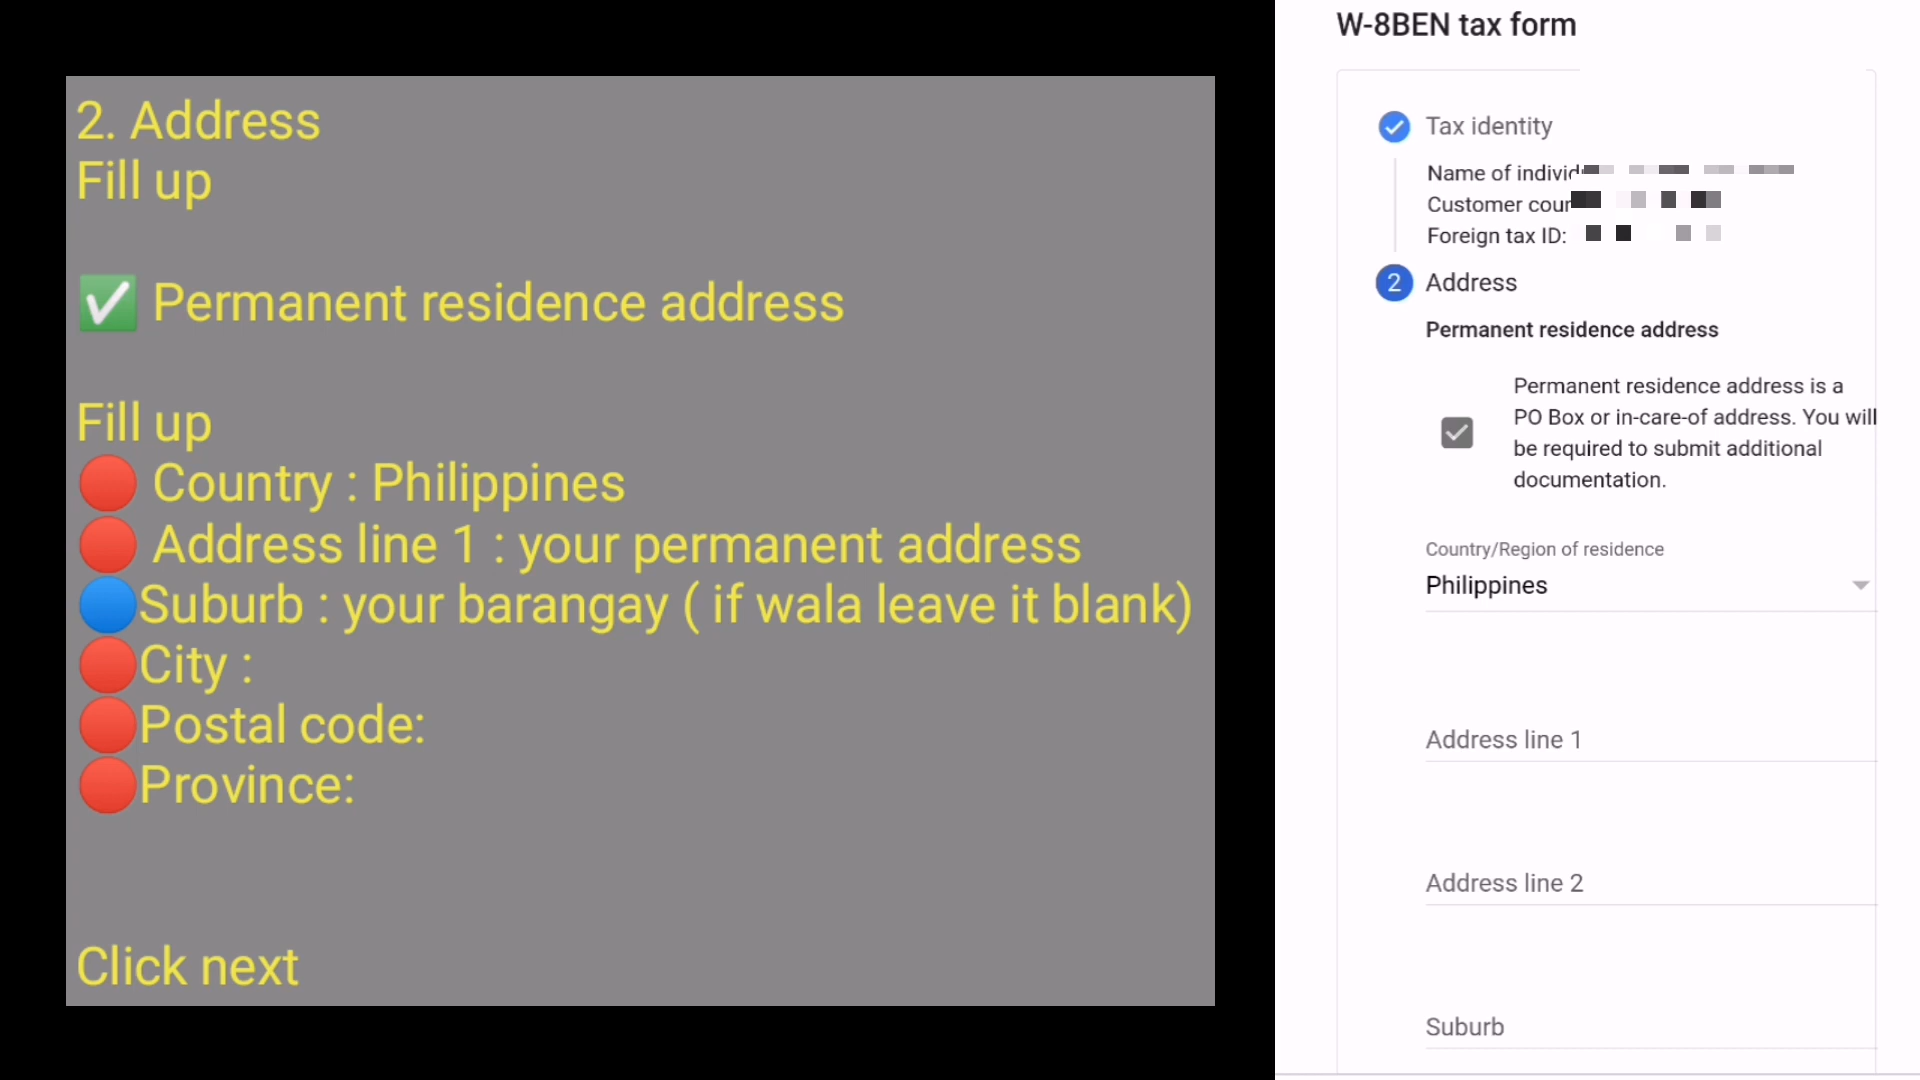 2. Address
Fill up
✅ Permanent residence address
Fill up
🔴 Country : Philippines
🔴 Address line 1 : your permanent address
🔵Suburb : your barangay ( if wala leave it blank)
🔴City :
🔴Postal code:
🔴Province:
Click next
W-8BEN tax form
Tax identity
Name of individ
Customer cour
Foreign tax ID:
2 Address
Permanent residence address
Permanent residence address is a
PO Box or in-care-of address. You will
be required to submit additional
documentation.
Country/Region of residence
Philippines
Address line 1
Address line 2
Suburb